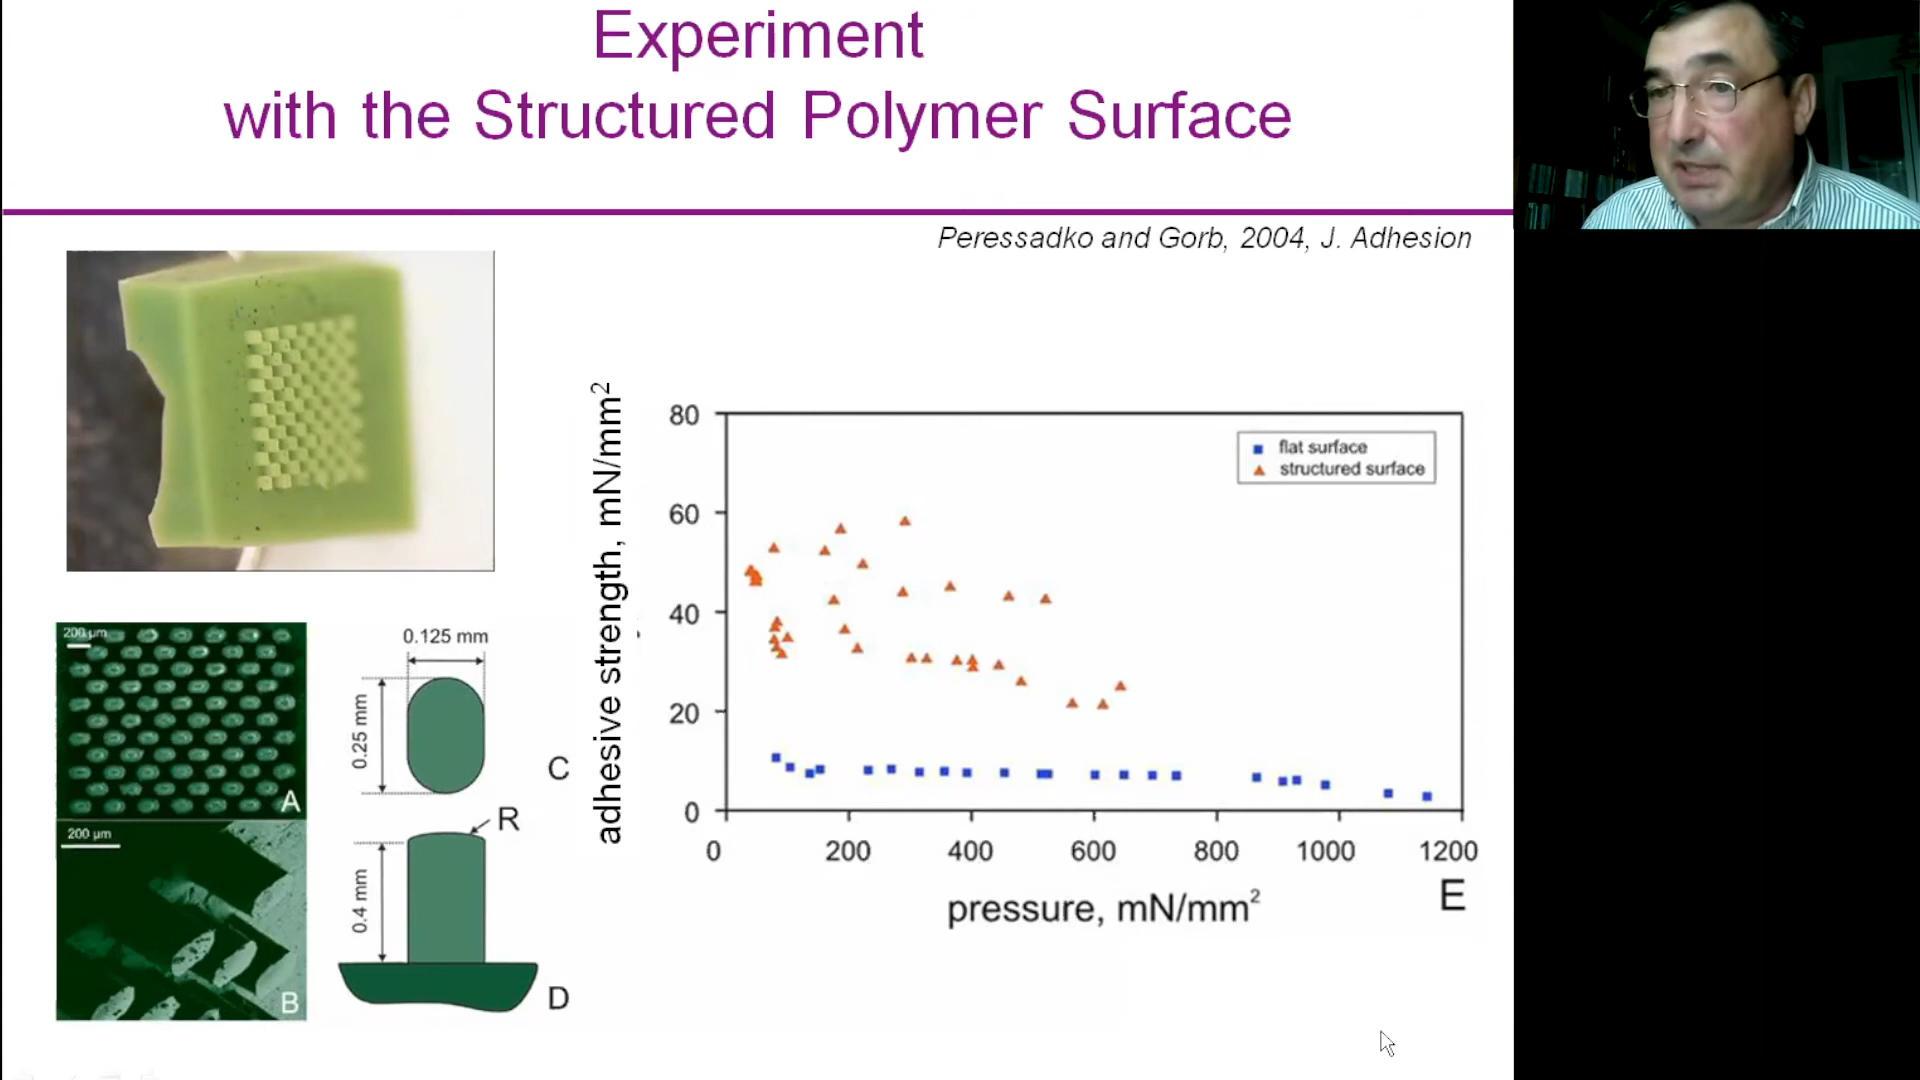 Experiment
with the Structured Polymer Surface
Peressadko and Gorb, 2004, J. Adhesion
200 µm
A
200 µm
B
0.125 mm
0.25 mm
C
R
0.4 mm
D
adhesive strength, mN/mm²
80
60
40
20
0
flat surface
structured surface
0 200 400 600 800 1000 1200
pressure, mN/mm²
E